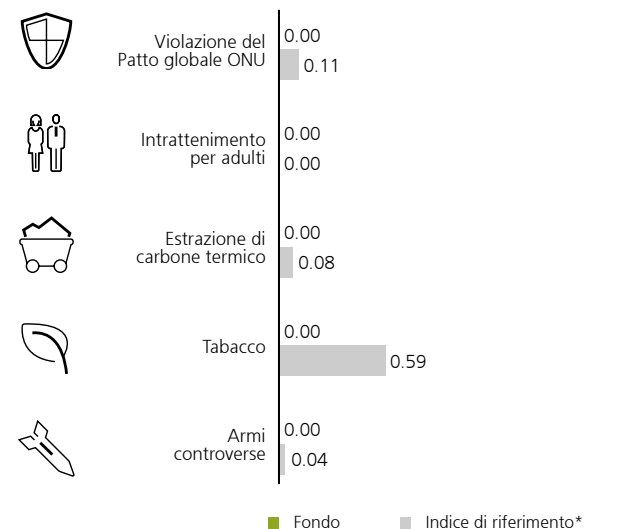 Violazione del
Patto globale ONU
0.00
0.11
Intrattenimento
per adulti
0.00
0.00
Estrazione di
carbone termico
0.00
0.08
Tabacco
0.00
0.59
Armi
controverse
0.00
0.04
Fondo
Indice di riferimento*